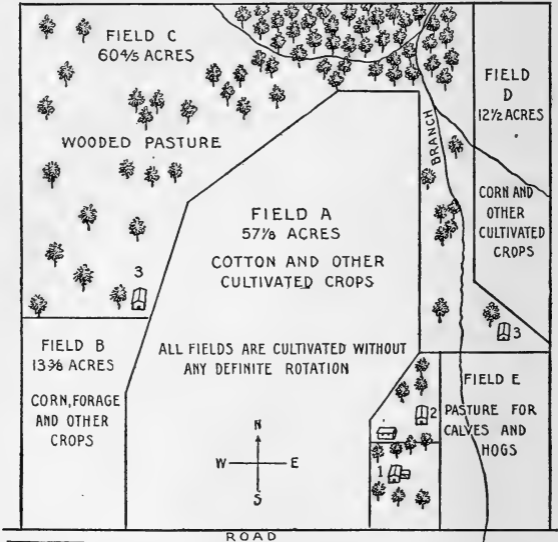 FIELD C
60⅘ ACRES
WOODED PASTURE
3
FIELD D
12½ ACRES
BRANCH
CORN AND
OTHER
CULTIVATED
CROPS
3
FIELD A
57⅛ ACRES
COTTON AND OTHER
CULTIVATED CROPS
ALL FIELDS ARE CULTIVATED WITHOUT
ANY DEFINITE ROTATION
FIELD B
13⅜ ACRES
CORN, FORAGE
AND OTHER
CROPS
FIELD E
PASTURE FOR
CALVES AND
HOGS
2
1
N
W E
S
ROAD